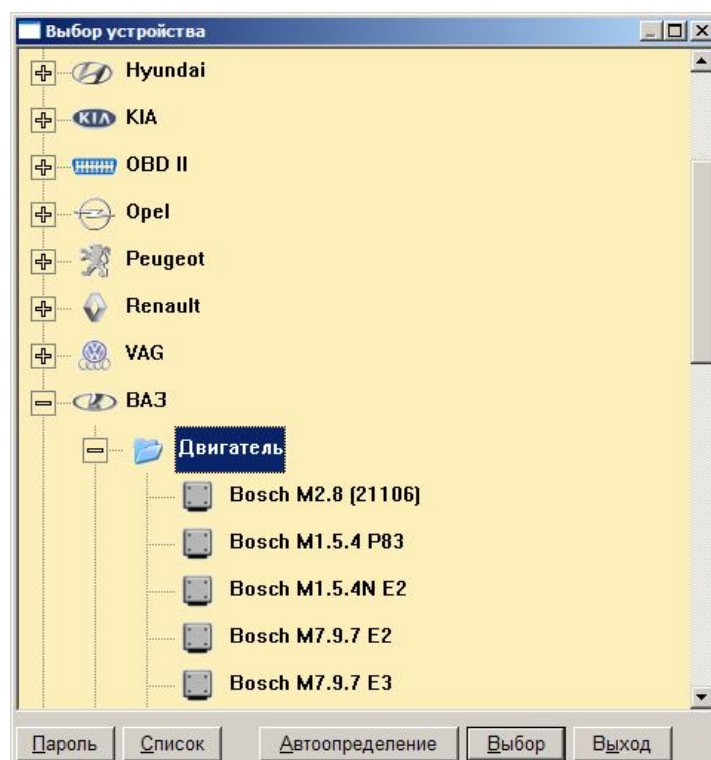 Выбор устройства
Hyundai
KIA KIA
OBD II
Opel
Peugeot
Renault
VAG
ВАЗ
Двигатель
Bosch M2.8 (21106)
Bosch M1.5.4 P83
Bosch M1.5.4N E2
Bosch M7.9.7 E2
Bosch M7.9.7 E3
Пароль Список Автоопределение Выбор Выход